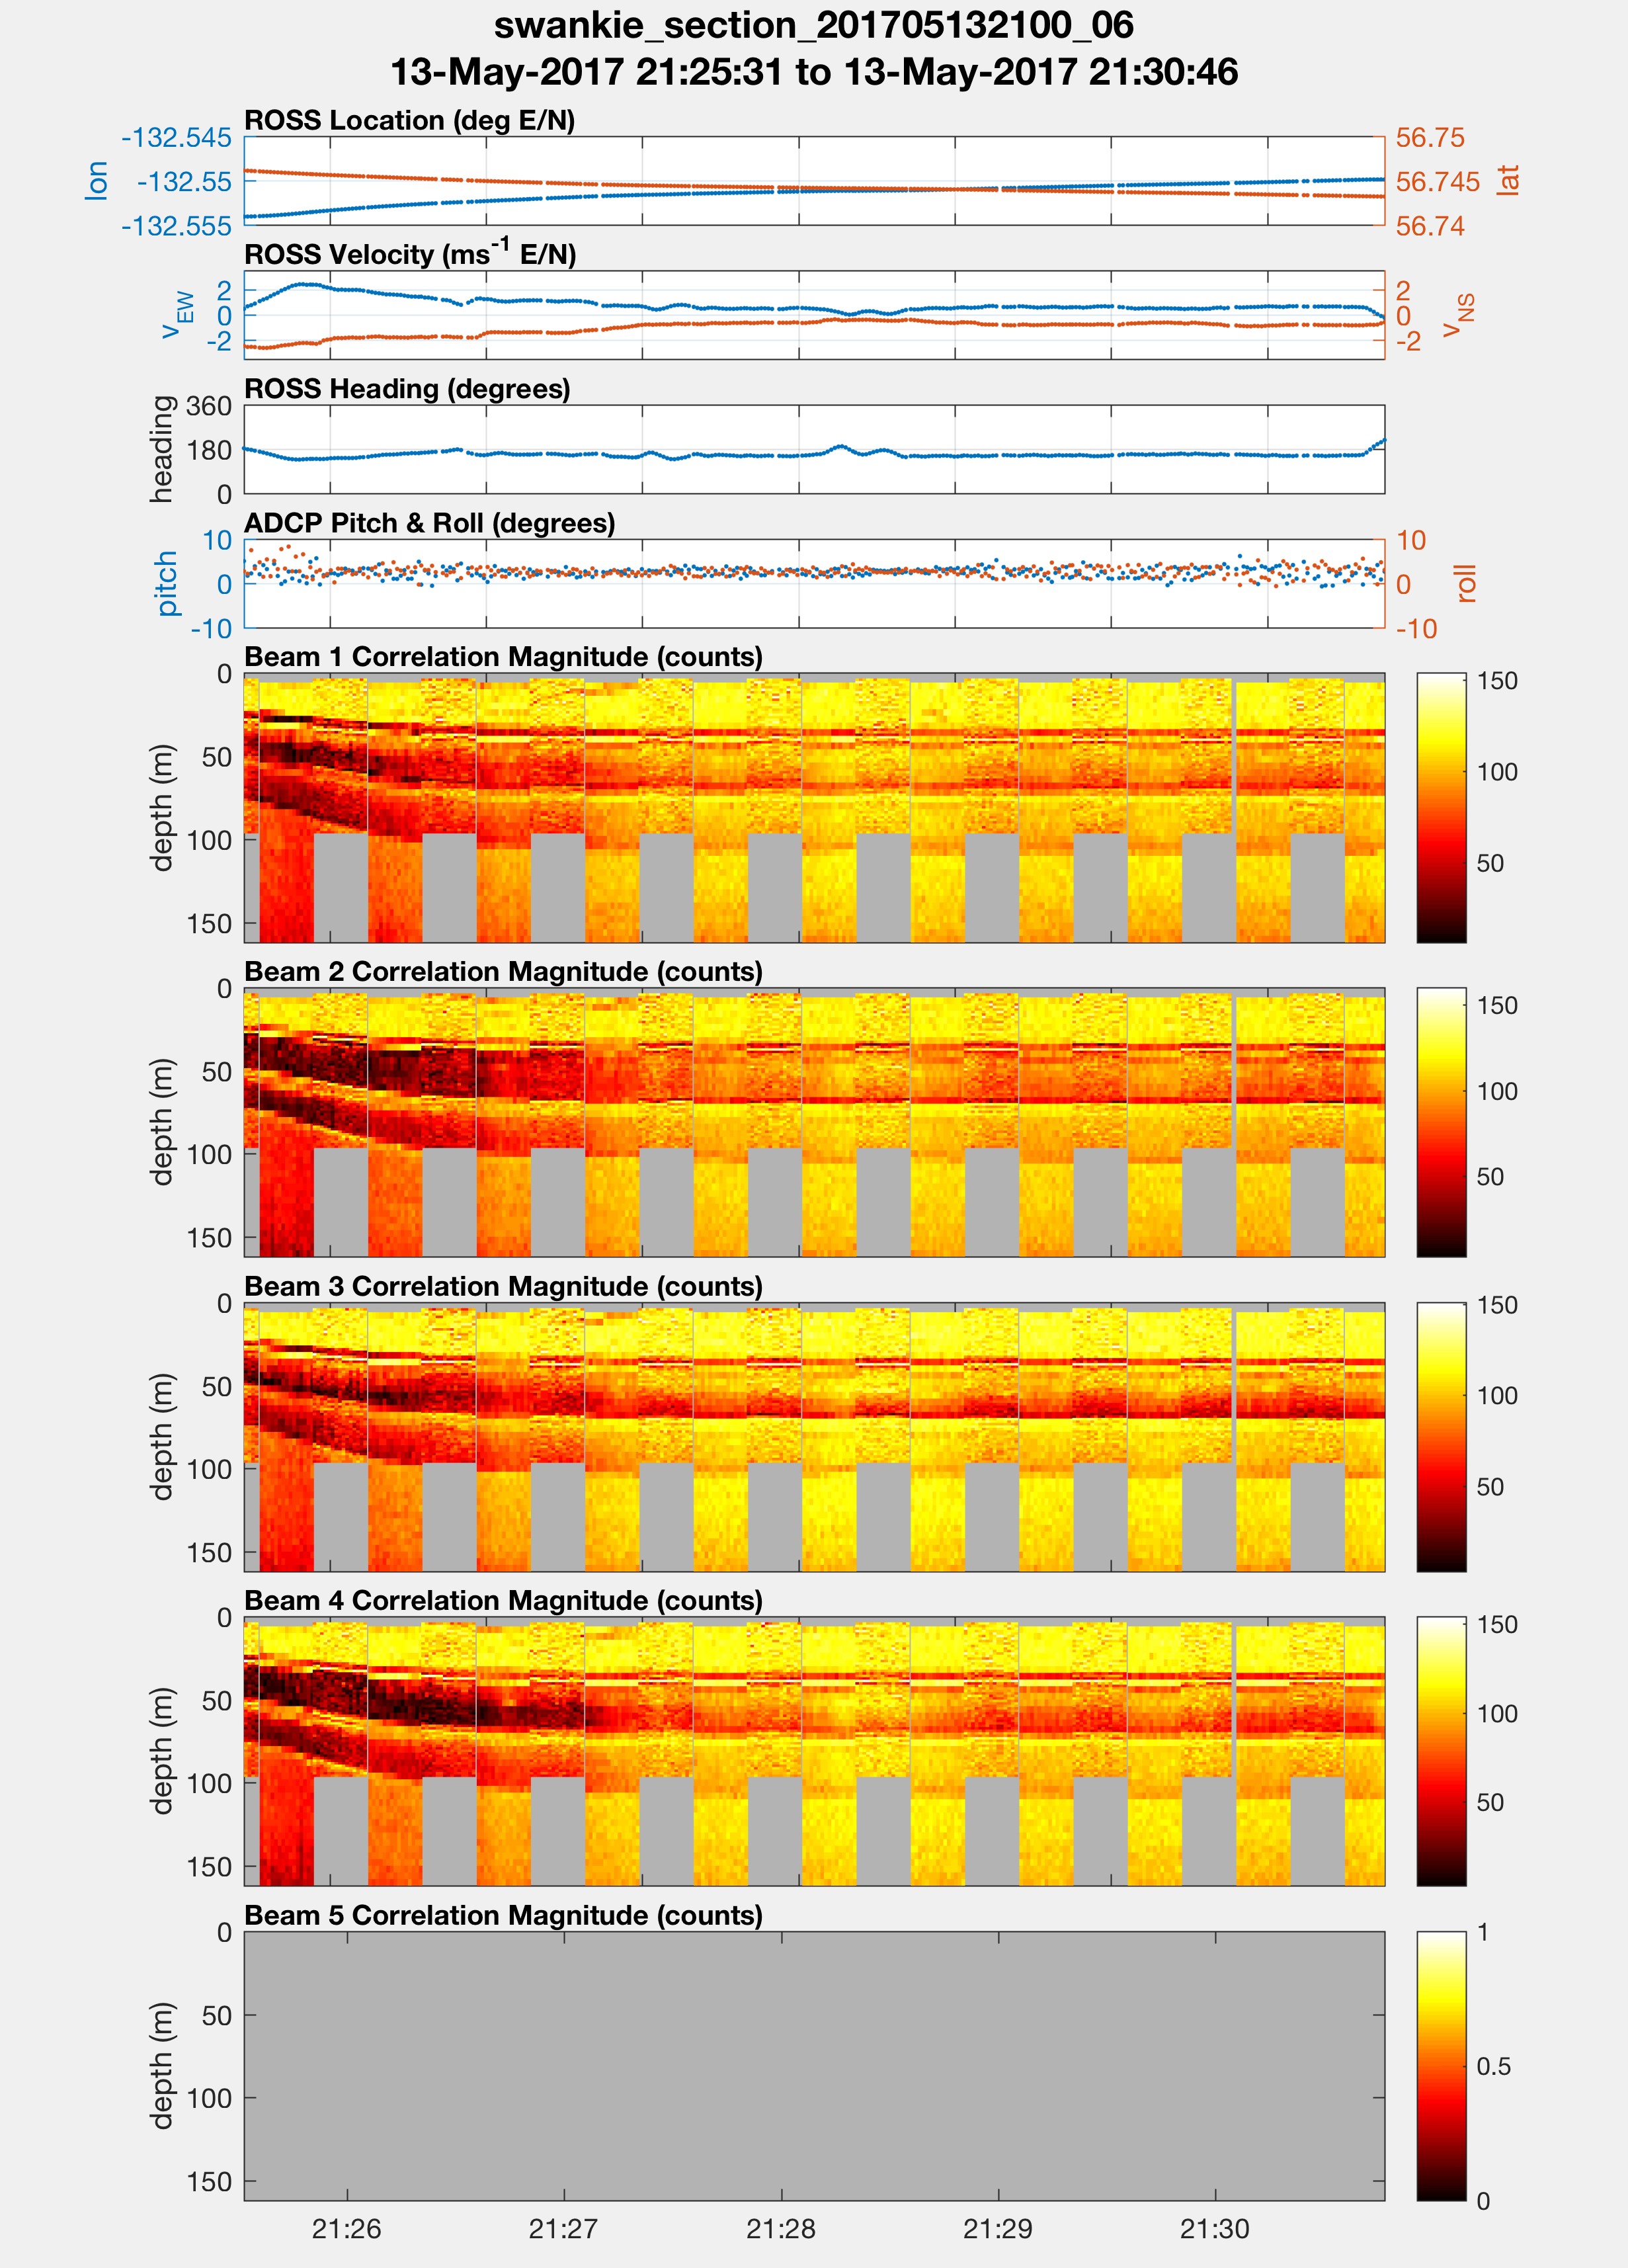 swankie_section_201705132100_06
13-May-2017 21:25:31 to 13-May-2017 21:30:46
ROSS Location (deg E/N)
-132.545
-132.55
-132.555
lon
56.75
56.745
56.74
lat
ROSS Velocity (ms-1 E/N)
2
0
-2
vEW
2
0
-2
vNS
ROSS Heading (degrees)
360
180
0
heading
ADCP Pitch & Roll (degrees)
10
0
-10
pitch
10
0
-10
roll
Beam 1 Correlation Magnitude (counts)
0
50
100
150
depth (m)
150
100
50
Beam 2 Correlation Magnitude (counts)
0
50
100
150
depth (m)
150
100
50
Beam 3 Correlation Magnitude (counts)
0
50
100
150
depth (m)
150
100
50
Beam 4 Correlation Magnitude (counts)
0
50
100
150
depth (m)
150
100
50
Beam 5 Correlation Magnitude (counts)
0
50
100
150
depth (m)
1
0.5
0
21:26 21:27 21:28 21:29 21:30